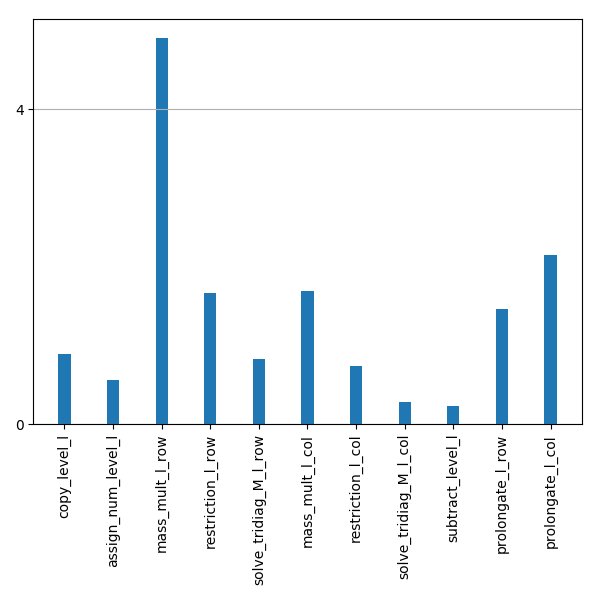 4
0
copy_level_l
assign_num_level_l
mass_mult_l_row
restriction_l_row
solve_tridiag_M_l_row
mass_mult_l_col
restriction_l_col
solve_tridiag_M_l_col
subtract_level_l
prolongate_l_row
prolongate_l_col